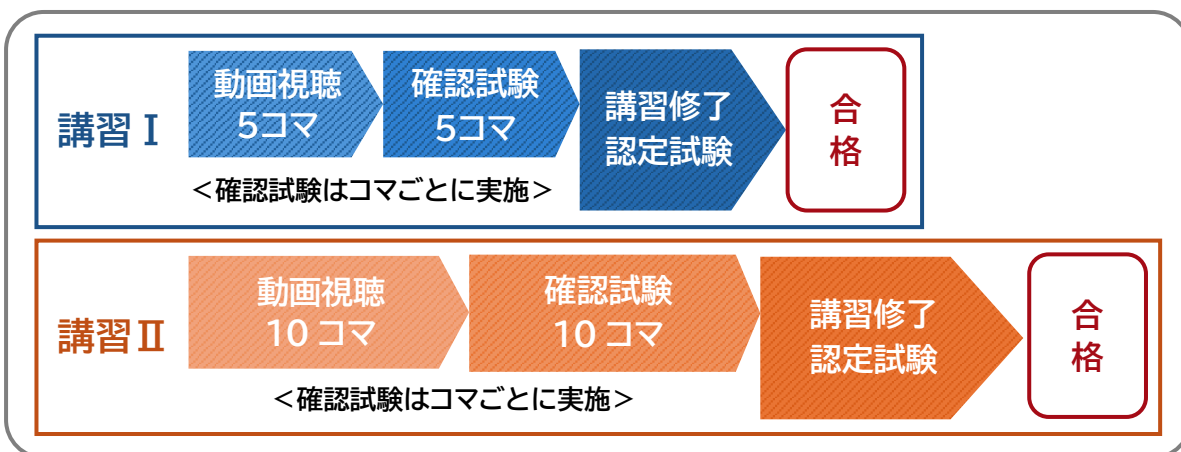 講習Ⅰ
動画視聴
5コマ
確認試験
5コマ
＜確認試験はコマごとに実施＞
講習修了
認定試験
合
格
講習Ⅱ
動画視聴
10 コマ
確認試験
10 コマ
＜確認試験はコマごとに実施＞
講習修了
認定試験
合
格